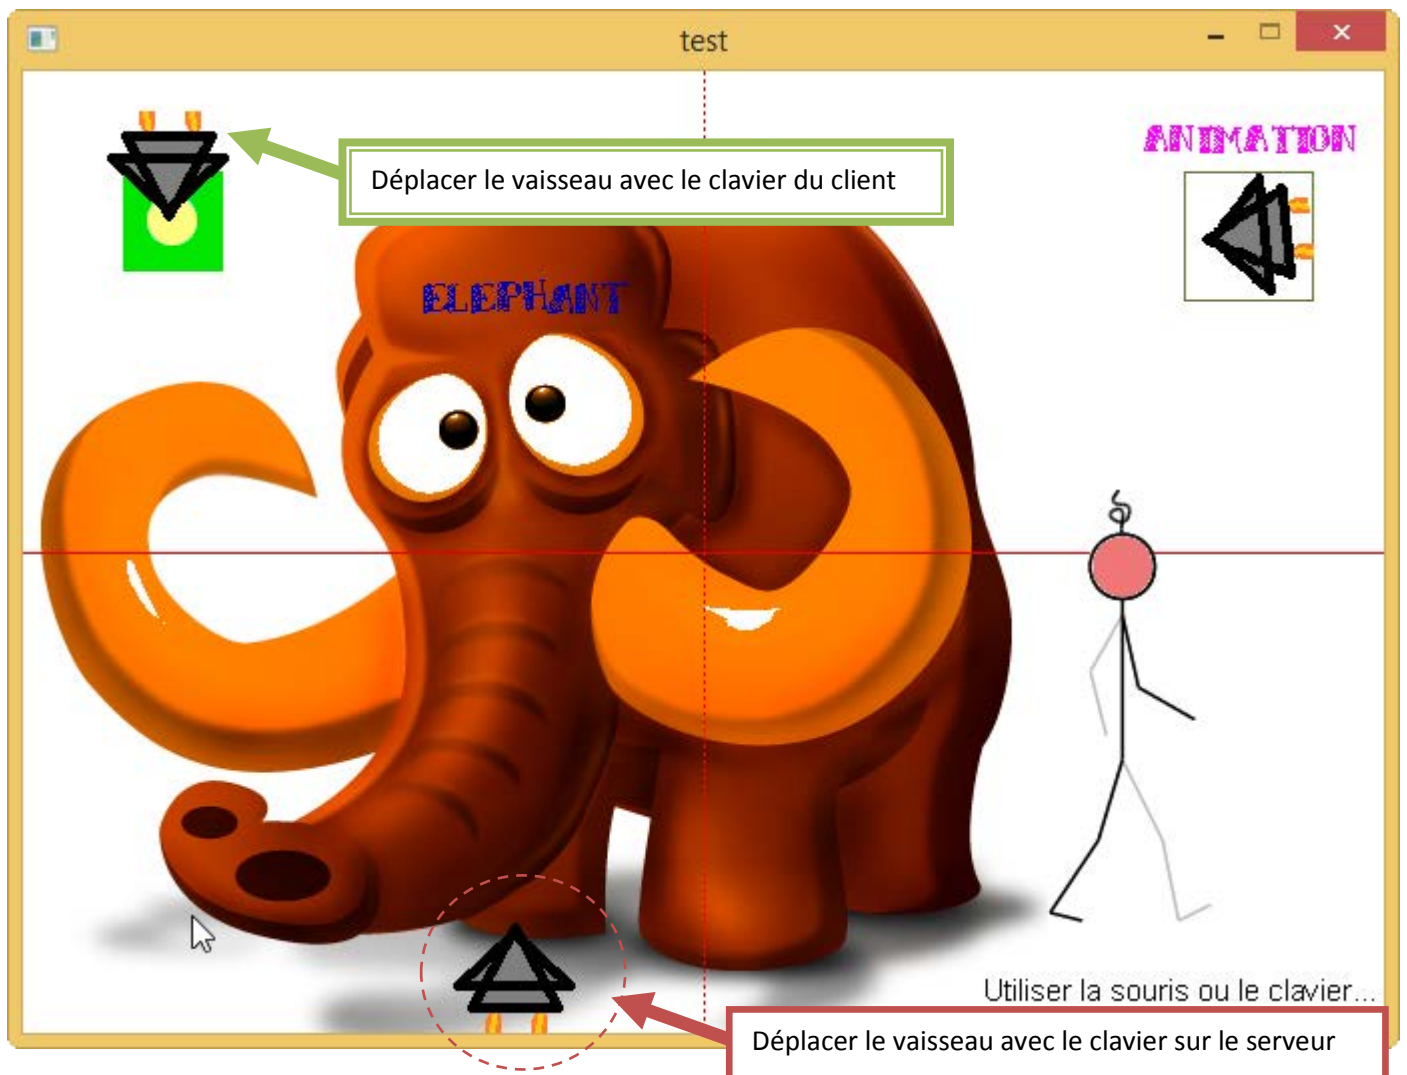 test
ANIMATION
Déplacer le vaisseau avec le clavier du client
ELEPHANT
Utiliser la souris ou le clavier...
Déplacer le vaisseau avec le clavier sur le serveur